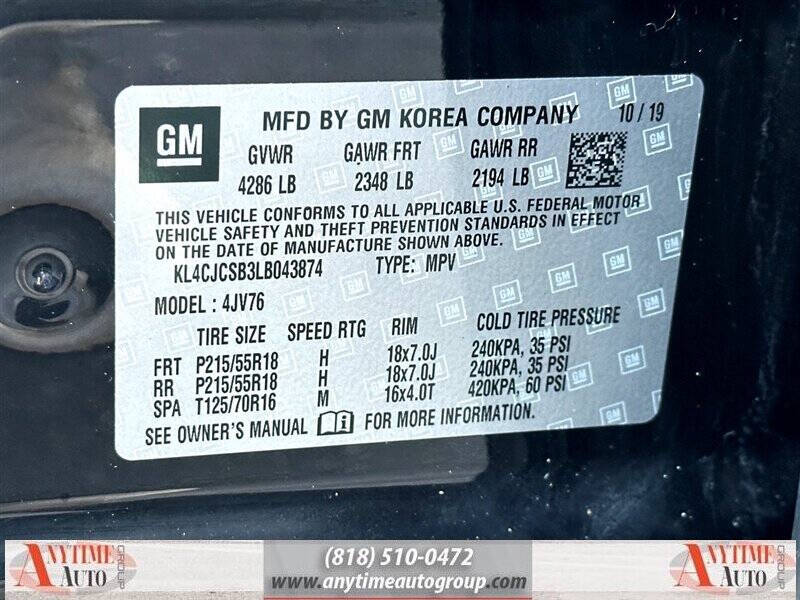 GM MFD BY GM KOREA COMPANY 10 / 19
GVWR GAWR FRT GAWR RR
4286 LB 2348 LB 2194 LB
THIS VEHICLE CONFORMS TO ALL APPLICABLE U.S. FEDERAL MOTOR
VEHICLE SAFETY AND THEFT PREVENTION STANDARDS IN EFFECT
ON THE DATE OF MANUFACTURE SHOWN ABOVE.
KL4CJCSB3LB043874 TYPE: MPV
MODEL : 4JV76
TIRE SIZE SPEED RTG RIM COLD TIRE PRESSURE
FRT P215/55R18 H 18x7.0J 240KPA, 35 PSI
RR P215/55R18 H 18x7.0J 240KPA, 35 PSI
SPA T125/70R16 M 16x4.0T 420KPA, 60 PSI
SEE OWNER'S MANUAL FOR MORE INFORMATION.
ANYTIME AUTO GROUP
(818) 510-0472
www.anytimeautogroup.com
ANYTIME AUTO GROUP